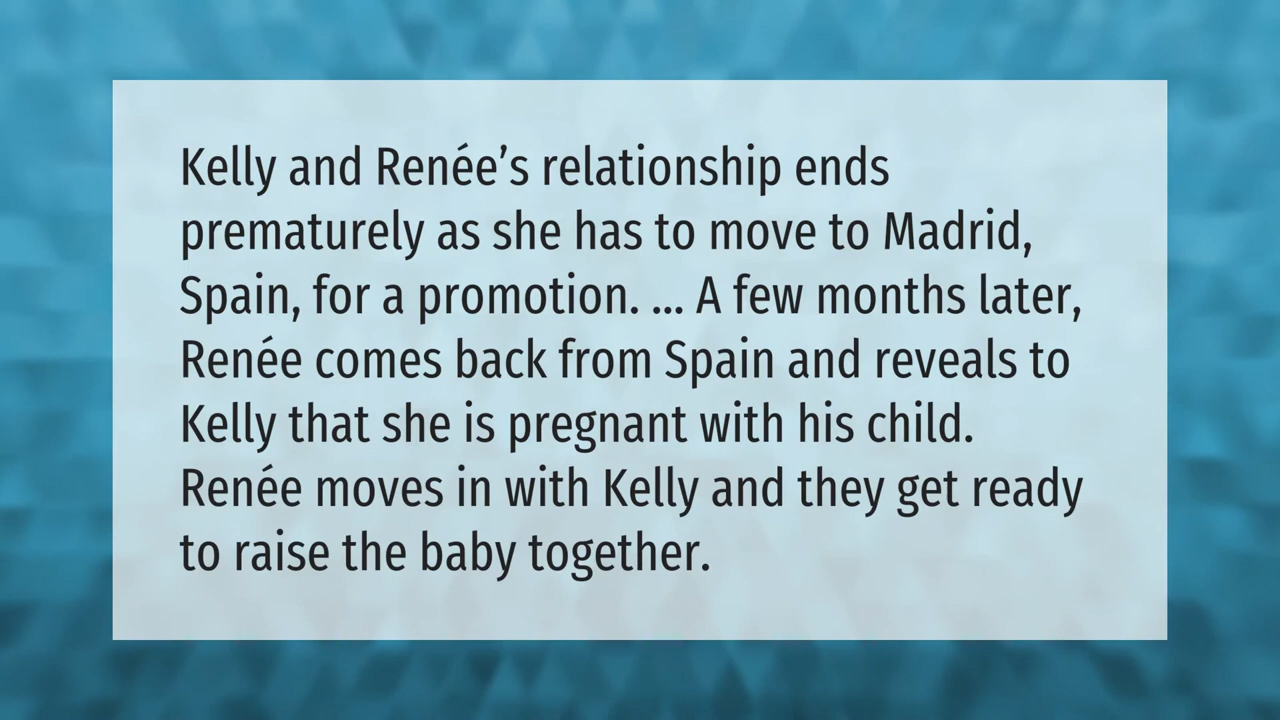 Kelly and Renée’s relationship ends
prematurely as she has to move to Madrid,
Spain, for a promotion. ... A few months later,
Renée comes back from Spain and reveals to
Kelly that she is pregnant with his child.
Renée moves in with Kelly and they get ready
to raise the baby together.